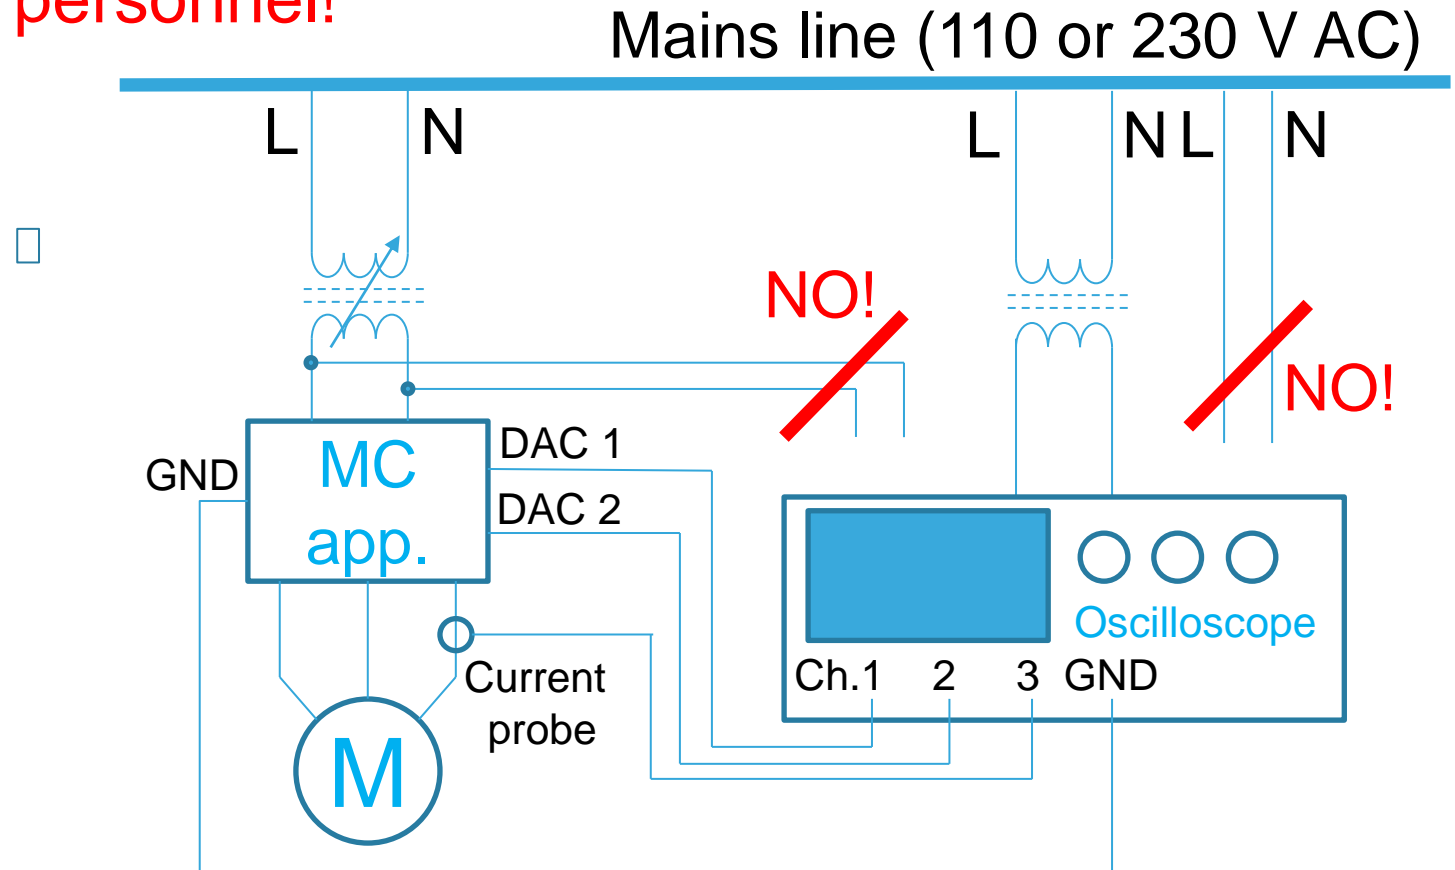 personnel!
Mains line (110 or 230 V AC)
L N L N L N
NO!
NO!
DAC 1
GND MC
DAC 2
app.
Oscilloscope
Ch.1 2 3 GND
Current
probe
M